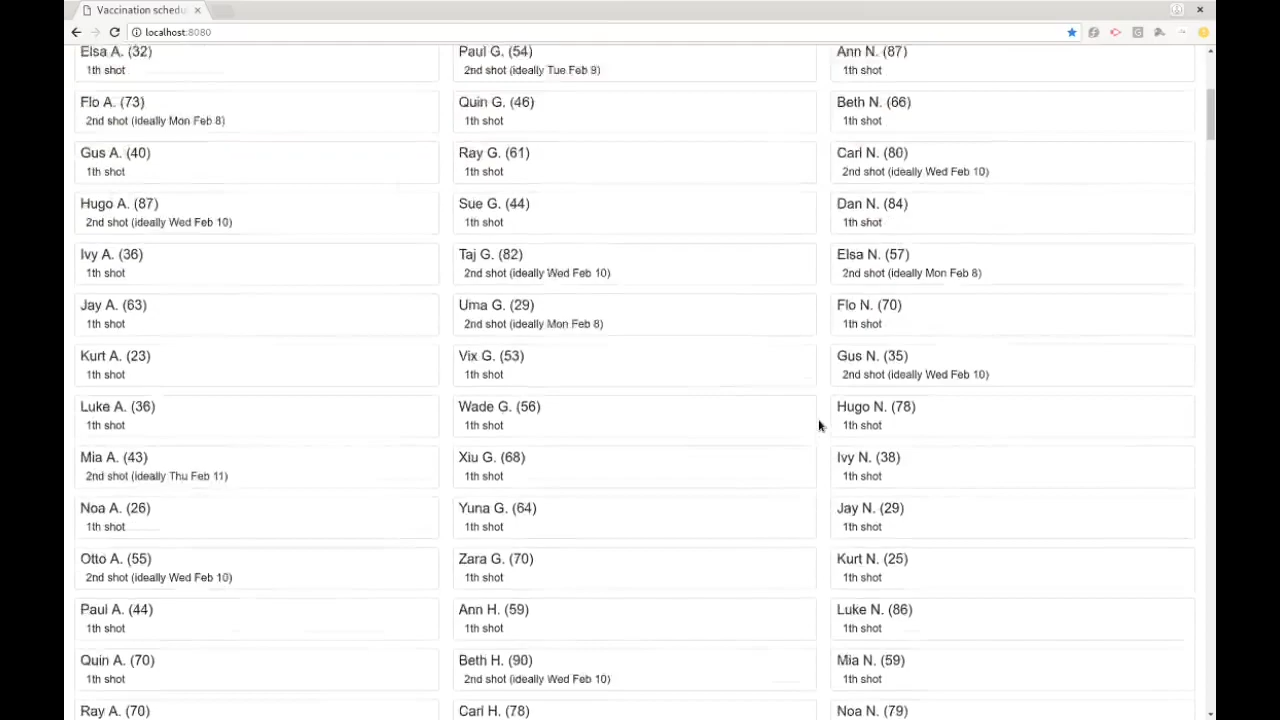 Vaccination schedu
localhost:8080
Elsa A. (32)
1th shot
Flo A. (73)
2nd shot (ideally Mon Feb 8)
Gus A. (40)
1th shot
Hugo A. (87)
2nd shot (ideally Wed Feb 10)
Ivy A. (36)
1th shot
Jay A. (63)
1th shot
Kurt A. (23)
1th shot
Luke A. (36)
1th shot
Mia A. (43)
2nd shot (ideally Thu Feb 11)
Noa A. (26)
1th shot
Otto A. (55)
2nd shot (ideally Wed Feb 10)
Paul A. (44)
1th shot
Quin A. (70)
1th shot
Ray A. (70)
Paul G. (54)
2nd shot (ideally Tue Feb 9)
Quin G. (46)
1th shot
Ray G. (61)
1th shot
Sue G. (44)
1th shot
Taj G. (82)
2nd shot (ideally Wed Feb 10)
Uma G. (29)
2nd shot (ideally Mon Feb 8)
Vix G. (53)
1th shot
Wade G. (56)
1th shot
Xiu G. (68)
1th shot
Yuna G. (64)
1th shot
Zara G. (70)
1th shot
Ann H. (59)
1th shot
Beth H. (90)
2nd shot (ideally Wed Feb 10)
Carl H. (78)
Ann N. (87)
1th shot
Beth N. (66)
1th shot
Carl N. (80)
2nd shot (ideally Wed Feb 10)
Dan N. (84)
1th shot
Elsa N. (57)
2nd shot (ideally Mon Feb 8)
Flo N. (70)
1th shot
Gus N. (35)
2nd shot (ideally Wed Feb 10)
Hugo N. (78)
1th shot
Ivy N. (38)
1th shot
Jay N. (29)
1th shot
Kurt N. (25)
1th shot
Luke N. (86)
1th shot
Mia N. (59)
1th shot
Noa N. (79)